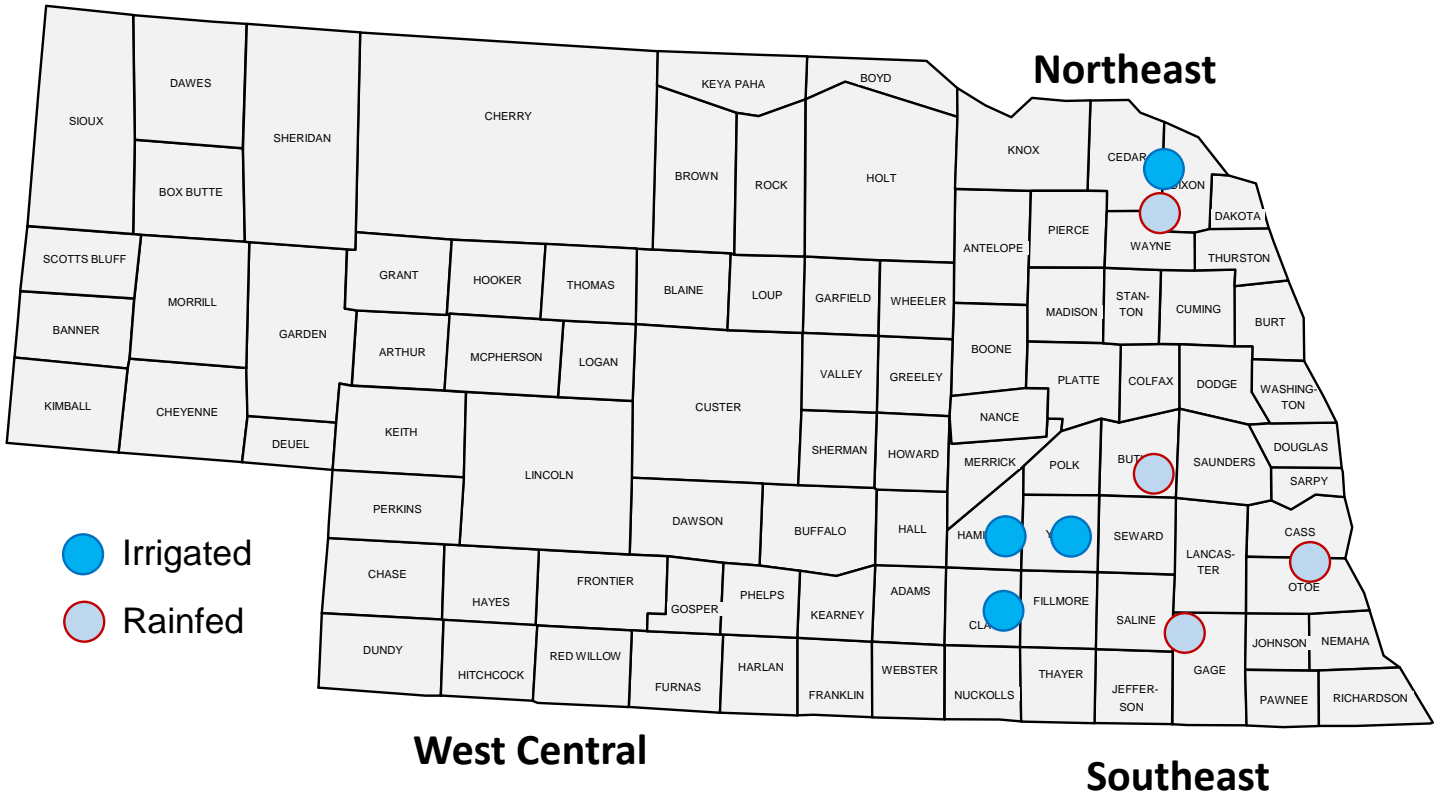 Northeast
BOYD
KEYA PAHA
DAWES
CHERRY
SIOUX
SHERIDAN
KNOX
CEDAR
BROWN
ROCK
HOLT
DIXON
BOX BUTTE
DAKOTA
PIERCE
ANTELOPE
WAYNE
SCOTTS BLUFF
THURSTON
GRANT
HOOKER
THOMAS
BLAINE
LOUP
GARFIELD
WHEELER
MORRILL
STAN-
TON
MADISON
CUMING
BANNER
GARDEN
BURT
ARTHUR
MCPHERSON
LOGAN
BOONE
VALLEY
GREELEY
PLATTE
COLFAX
DODGE
WASHING-
TON
KIMBALL
CHEYENNE
CUSTER
NANCE
KEITH
DEUEL
SHERMAN
HOWARD
MERRICK
POLK
BUT
SAUNDERS
DOUGLAS
SARPY
LINCOLN
PERKINS
DAWSON
BUFFALO
HALL
HAM
Y
SEWARD
LANCAS-
TER
CASS
Irrigated
CHASE
HAYES
FRONTIER
GOSPER
PHELPS
KEARNEY
ADAMS
CLA
FILLMORE
SALINE
OTOE
Rainfed
DUNDY
HITCHCOCK
RED WILLOW
FURNAS
HARLAN
FRANKLIN
WEBSTER
NUCKOLLS
THAYER
JEFFER-
SON
GAGE
JOHNSON
NEMAHA
PAWNEE
RICHARDSON
West Central
Southeast